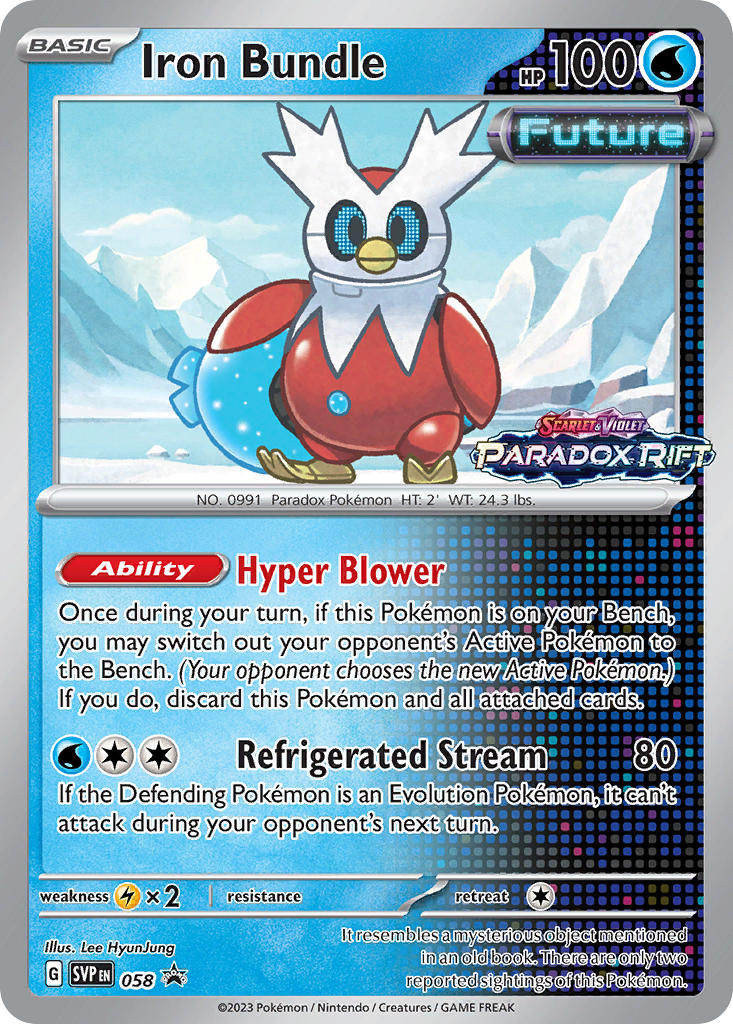 BASIC
Iron Bundle
HP 100
Future
SCARLET & VIOLET
PARADOX RIFT
NO. 0991 Paradox Pokémon HT: 2' WT: 24.3 lbs.
Ability Hyper Blower
Once during your turn, if this Pokémon is on your Bench,
you may switch out your opponent's Active Pokémon to
the Bench. (Your opponent chooses the new Active Pokémon.)
If you do, discard this Pokémon and all attached cards.
Refrigerated Stream 80
If the Defending Pokémon is an Evolution Pokémon, it can't
attack during your opponent's next turn.
weakness ×2 resistance retreat
Illus. Lee HyunJung
It resembles a mysterious object mentioned
in an old book. There are only two
reported sightings of this Pokémon.
G SVP EN 058 PROMO
©2023 Pokémon / Nintendo / Creatures / GAME FREAK